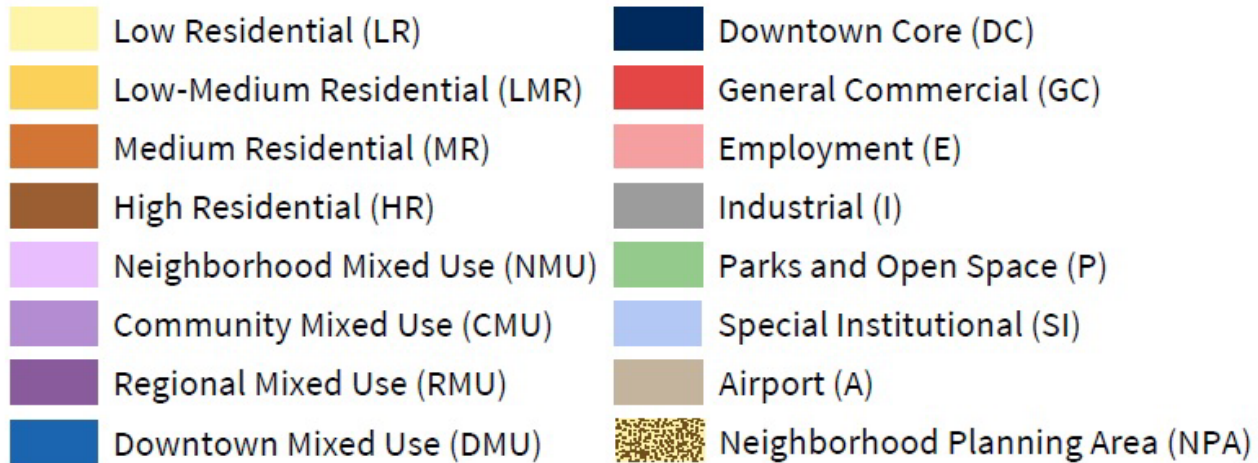 Low Residential (LR)
Low-Medium Residential (LMR)
Medium Residential (MR)
High Residential (HR)
Neighborhood Mixed Use (NMU)
Community Mixed Use (CMU)
Regional Mixed Use (RMU)
Downtown Mixed Use (DMU)
Downtown Core (DC)
General Commercial (GC)
Employment (E)
Industrial (I)
Parks and Open Space (P)
Special Institutional (SI)
Airport (A)
Neighborhood Planning Area (NPA)